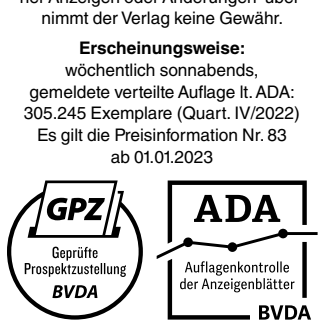 nimmt der Verlag keine Gewähr.
Erscheinungsweise:
wöchentlich sonnabends,
gemeldete verteilte Auflage lt. ADA:
305.245 Exemplare (Quart. IV/2022)
Es gilt die Preisinformation Nr. 83
ab 01.01.2023
GPZ
Geprüfte
Prospektzustellung
BVDA
ADA
Auflagenkontrolle
der Anzeigenblätter
BVDA